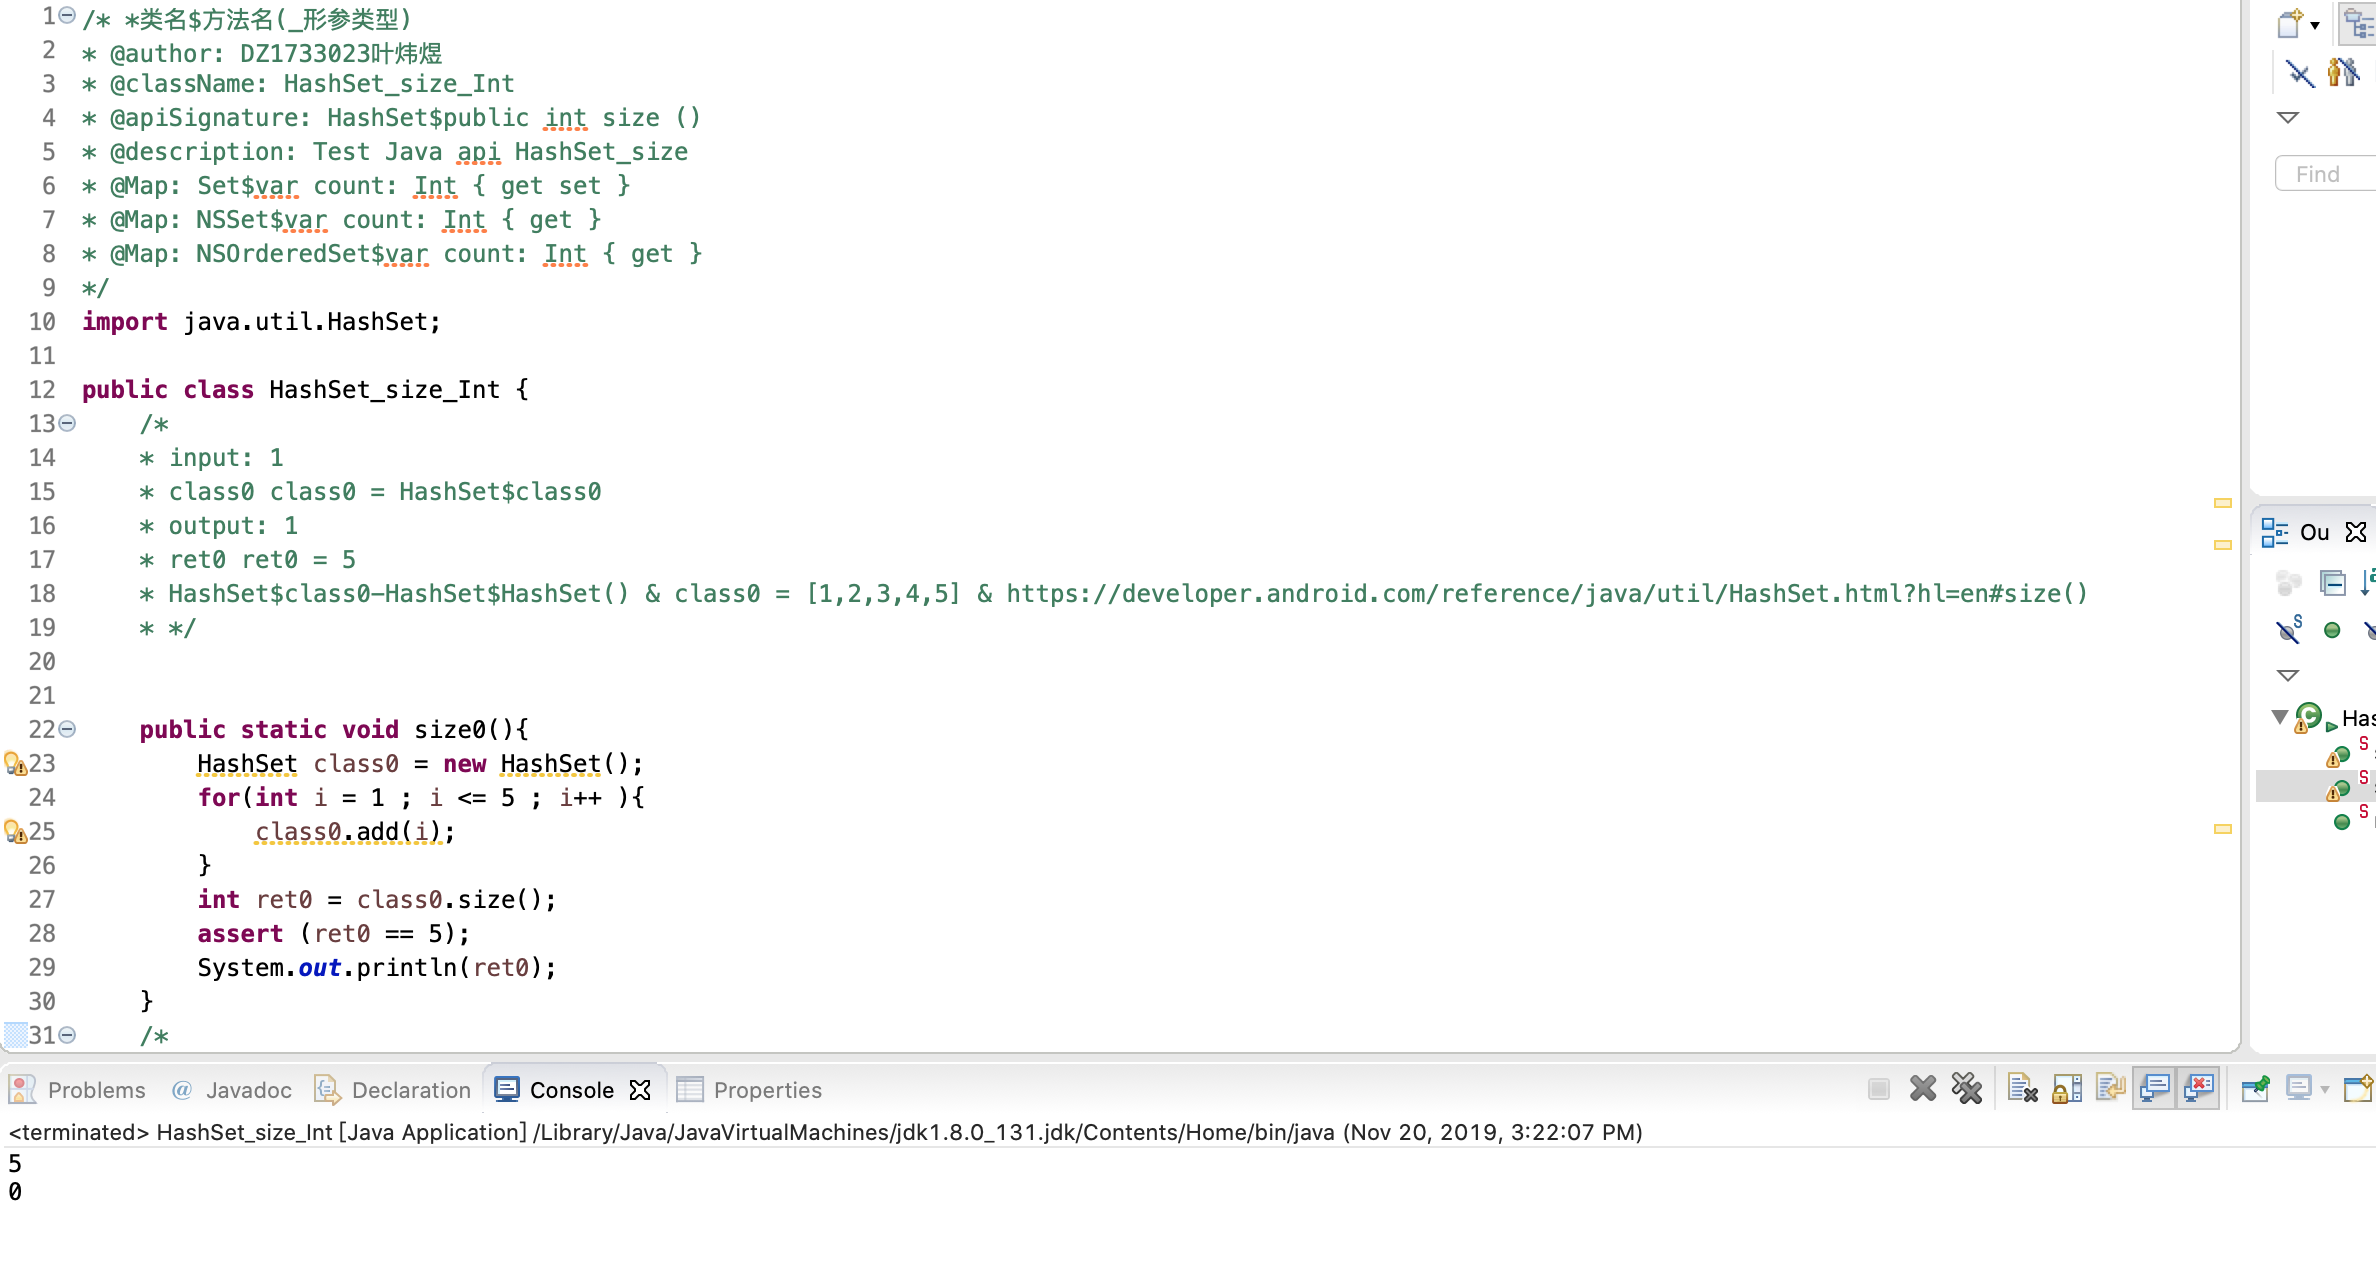 1 /* *类名$方法名(_形参类型)
2 * @author: DZ1733023叶炜煜
3 * @className: HashSet_size_Int
4 * @apiSignature: HashSet$public int size ()
5 * @description: Test Java api HashSet_size
6 * @Map: Set$var count: Int { get set }
7 * @Map: NSSet$var count: Int { get }
8 * @Map: NSOrderedSet$var count: Int { get }
9 */
10 import java.util.HashSet;
11
12 public class HashSet_size_Int {
13 /*
14 * input: 1
15 * class0 class0 = HashSet$class0
16 * output: 1
17 * ret0 ret0 = 5
18 * HashSet$class0-HashSet$HashSet() & class0 = [1,2,3,4,5] & https://developer.android.com/reference/java/util/HashSet.html?hl=en#size()
19 * */
20
21
22 public static void size0(){
23 HashSet class0 = new HashSet();
24 for(int i = 1 ; i <= 5 ; i++ ){
25 class0.add(i);
26 }
27 int ret0 = class0.size();
28 assert (ret0 == 5);
29 System.out.println(ret0);
30 }
31 /*
Find
Ou
Has
Problems @ Javadoc Declaration Console Properties
<terminated> HashSet_size_Int [Java Application] /Library/Java/JavaVirtualMachines/jdk1.8.0_131.jdk/Contents/Home/bin/java (Nov 20, 2019, 3:22:07 PM)
5
0